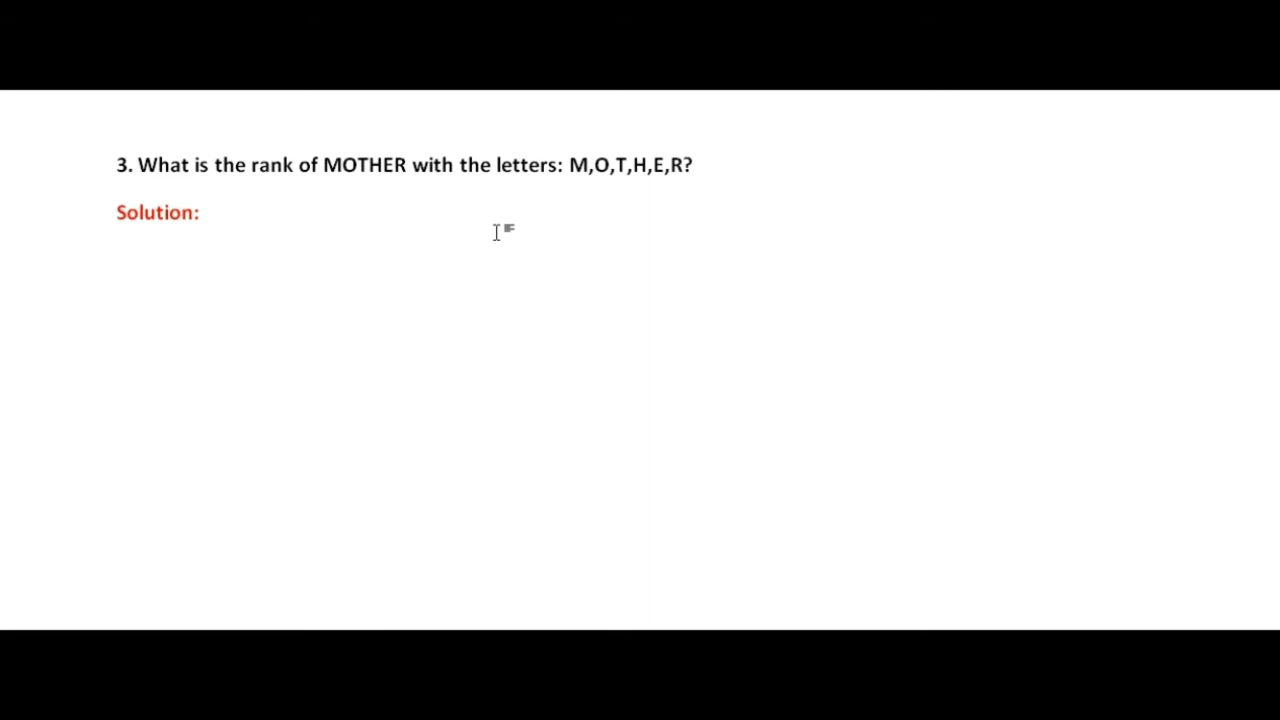 3. What is the rank of MOTHER with the letters: M,O,T,H,E,R?
Solution: